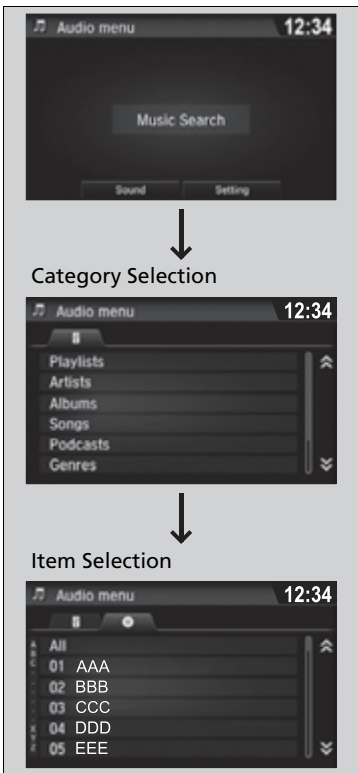 Audio menu 12:34
Music Search
Sound Setting
Category Selection
Audio menu 12:34
Playlists
Artists
Albums
Songs
Podcasts
Genres
Item Selection
Audio menu 12:34
All
01 AAA
02 BBB
03 CCC
04 DDD
05 EEE